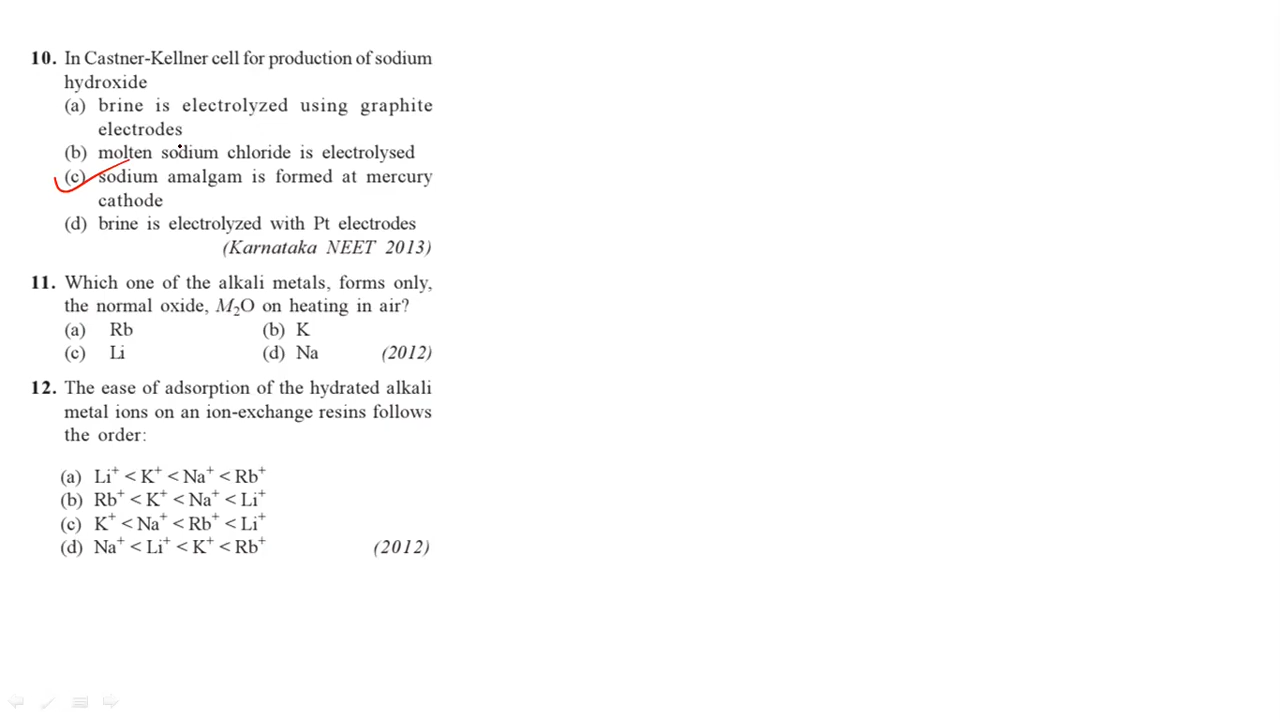 10. In Castner-Kellner cell for production of sodium
hydroxide
(a) brine is electrolyzed using graphite
electrodes
(b) molten sodium chloride is electrolysed
(c) sodium amalgam is formed at mercury
cathode
(d) brine is electrolyzed with Pt electrodes
(Karnataka NEET 2013)
11. Which one of the alkali metals, forms only,
the normal oxide, M₂O on heating in air?
(a) Rb (b) K
(c) Li (d) Na (2012)
12. The ease of adsorption of the hydrated alkali
metal ions on an ion-exchange resins follows
the order:
(a) Li⁺ < K⁺ < Na⁺ < Rb⁺
(b) Rb⁺ < K⁺ < Na⁺ < Li⁺
(c) K⁺ < Na⁺ < Rb⁺ < Li⁺
(d) Na⁺ < Li⁺ < K⁺ < Rb⁺ (2012)